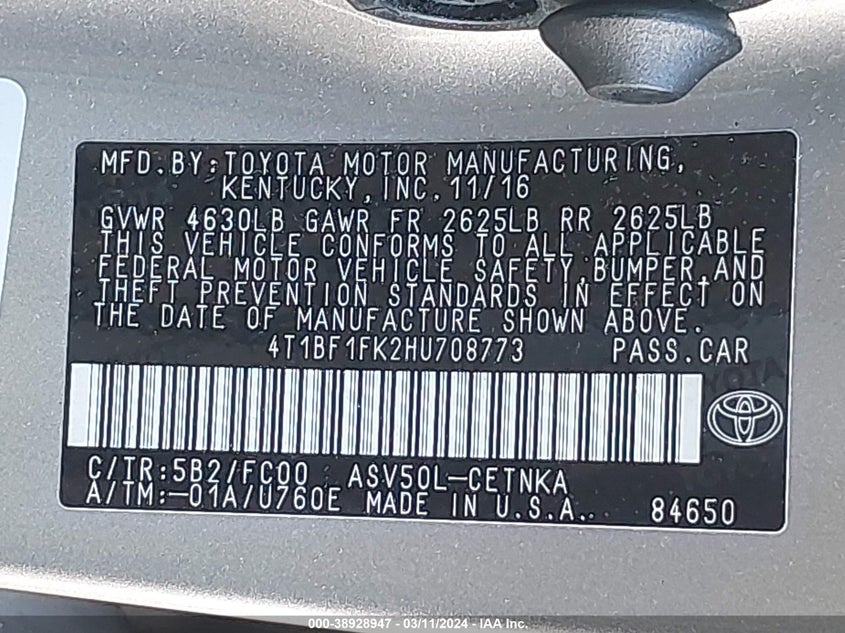 MFD.BY:TOYOTA MOTOR MANUFACTURING,
KENTUCKY,INC.11/16
GVWR 4630LB GAWR FR 2625LB RR 2625LB
THIS VEHICLE CONFORMS TO ALL APPLICABLE
FEDERAL MOTOR VEHICLE SAFETY,BUMPER,AND
THEFT PREVENTION STANDARDS IN EFFECT ON
THE DATE OF MANUFACTURE SHOWN ABOVE.
4T1BF1FK2HU708773 PASS.CAR
C/TR:5B2/FC00 ASV50L-CETNKA
A/TM:-01A/U760E MADE IN U.S.A. 84650
000-38928947 - 03/11/2024 - IAA Inc.